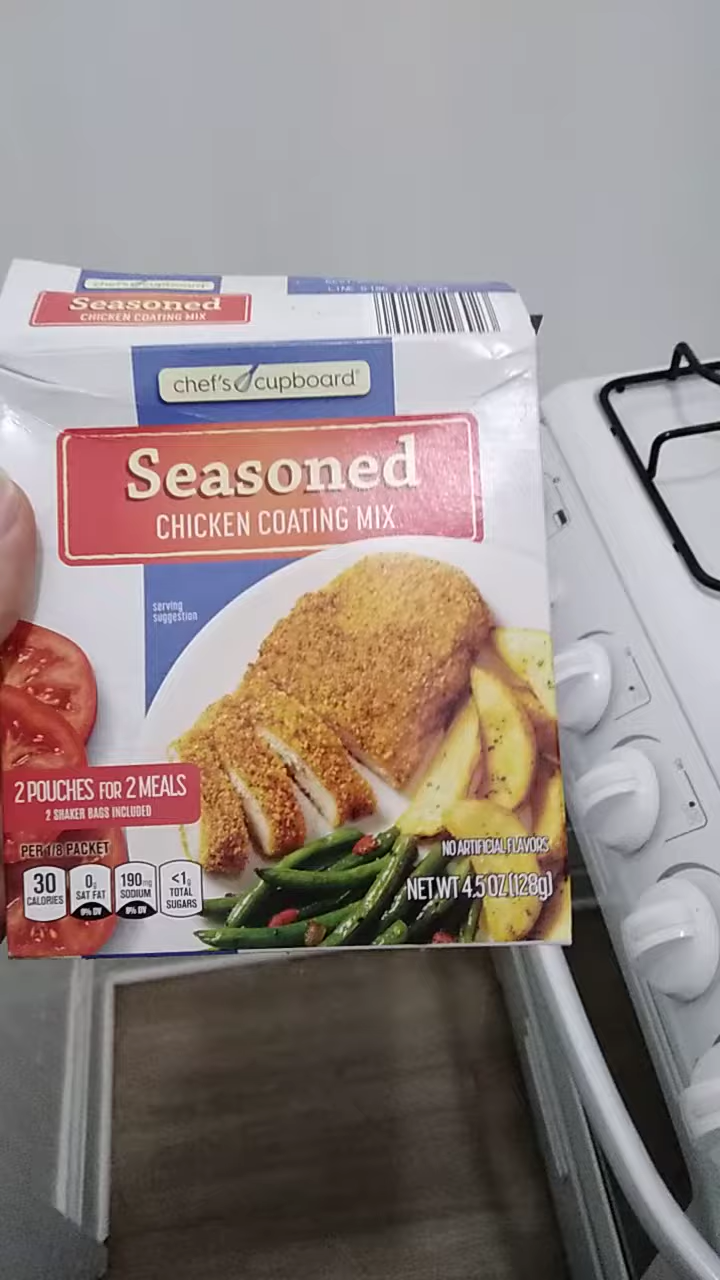 chef's cupboard
Seasoned
CHICKEN COATING MIX
chef's cupboard®
Seasoned
CHICKEN COATING MIX
serving
suggestion
2 POUCHES FOR 2 MEALS
2 SHAKER BAGS INCLUDED
PER 1/8 PACKET
30
CALORIES
0g
SAT FAT
0% DV
190mg
SODIUM
8% DV
<1g
TOTAL
SUGARS
NO ARTIFICIAL FLAVORS
NET WT 4.5 OZ (128g)